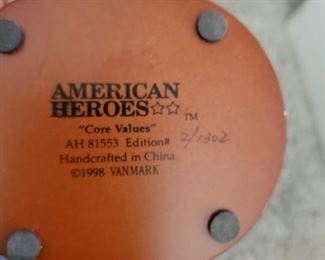 AMERICAN
HEROES☆☆™
"Core Values"
AH 81553 Edition# 2/1302
Handcrafted in China
©1998 VANMARK